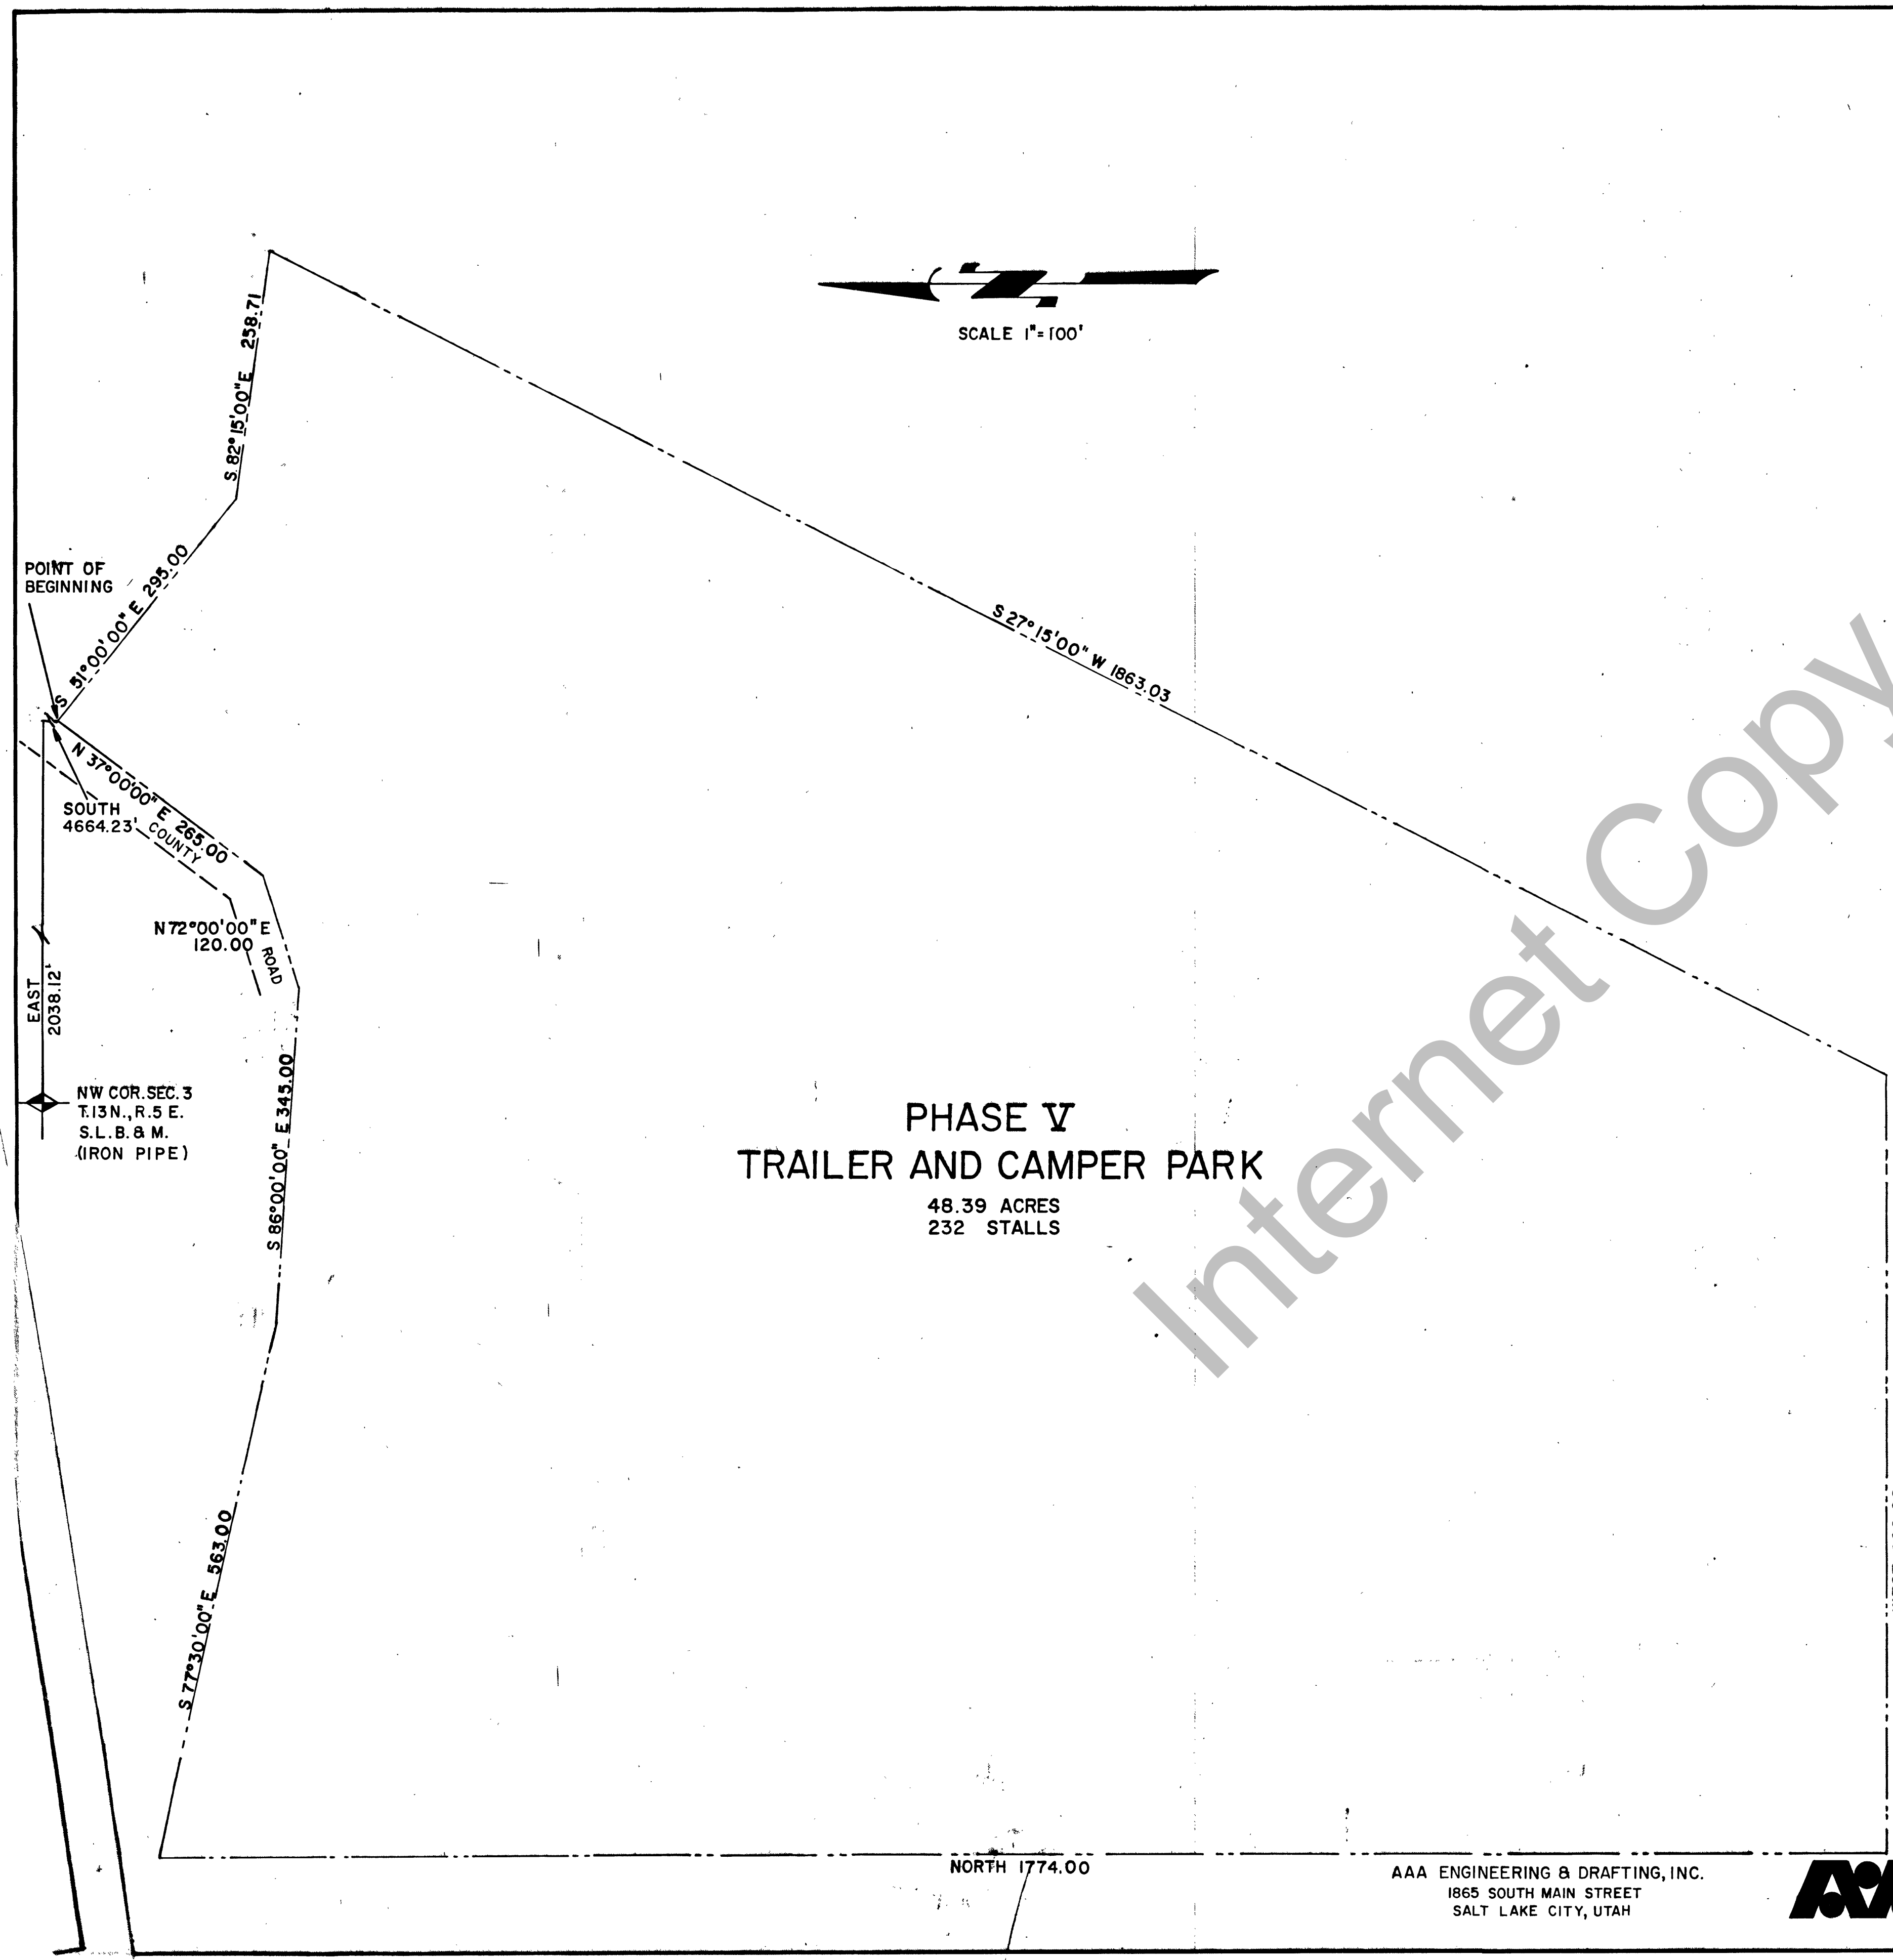 SCALE 1"=100'
S. 82°15'00"E 258.71
POINT OF
BEGINNING
S 51°00'00" E 295.00
S 27°15'00" W 1863.03
N 37°00'00" E 265.00
SOUTH
4664.23'
COUNTY
ROAD
N72°00'00"E
120.00
EAST
2038.12'
NW COR. SEC. 3
T.13N., R.5 E.
S.L.B. & M.
(IRON PIPE)
S 86°00'00" E 345.00
PHASE V
TRAILER AND CAMPER PARK
48.39 ACRES
232 STALLS
S 77°30'00"E 563.00
NORTH 1774.00
AAA ENGINEERING & DRAFTING, INC.
1865 SOUTH MAIN STREET
SALT LAKE CITY, UTAH
Internet Copy